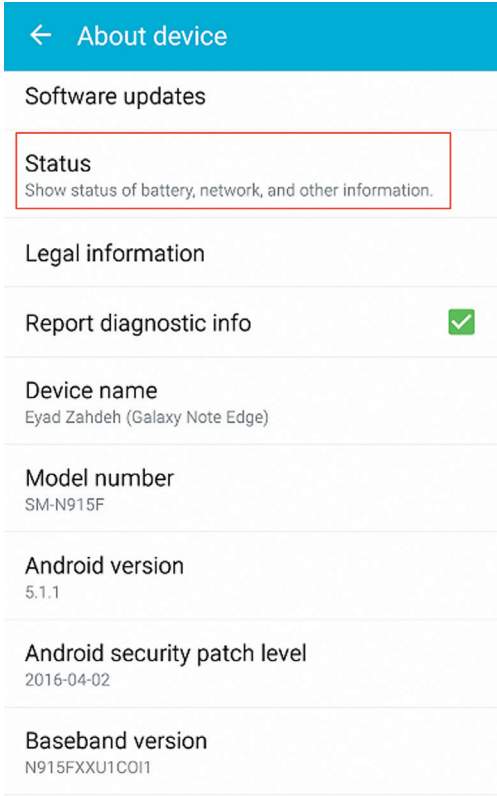 About device
Software updates
Status
Show status of battery, network, and other information.
Legal information
Report diagnostic info
Device name
Eyad Zahdeh (Galaxy Note Edge)
Model number
SM-N915F
Android version
5.1.1
Android security patch level
2016-04-02
Baseband version
N915FXXU1COI1